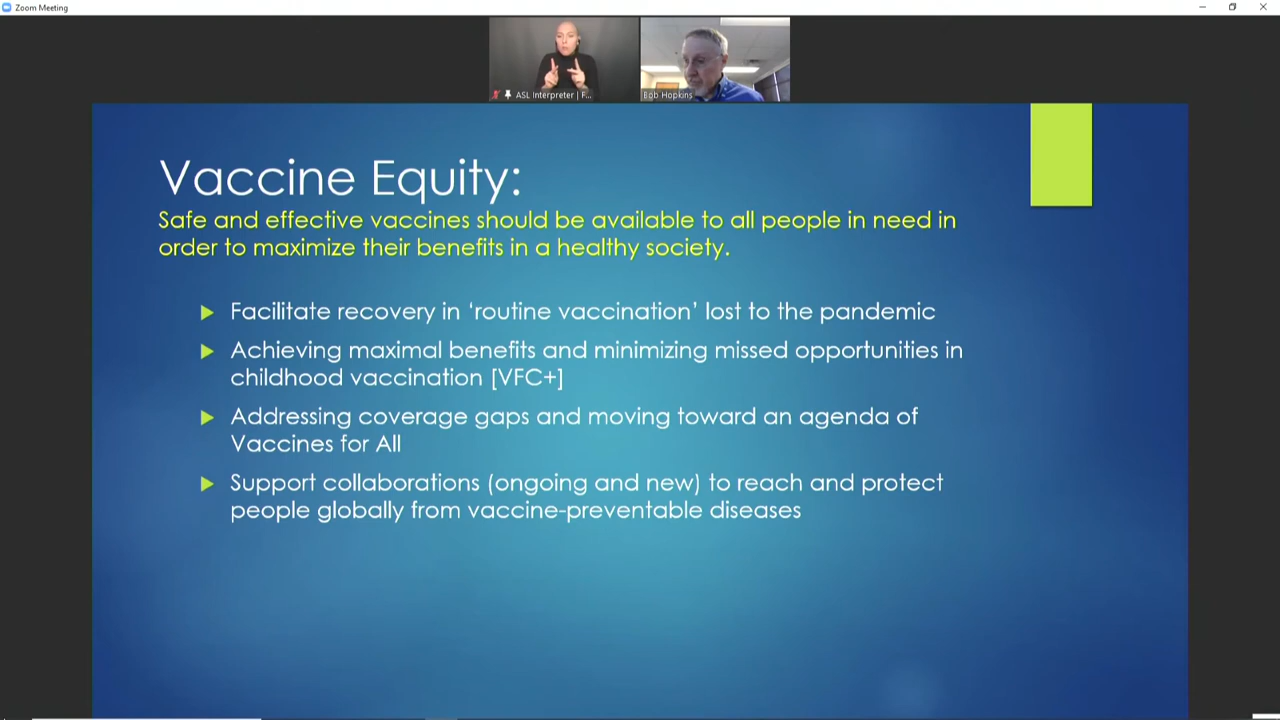 Zoom Meeting
ASL Interpreter | F...
Bob Hopkins
Vaccine Equity:
Safe and effective vaccines should be available to all people in need in
order to maximize their benefits in a healthy society.
Facilitate recovery in ‘routine vaccination’ lost to the pandemic
Achieving maximal benefits and minimizing missed opportunities in
childhood vaccination [VFC+]
Addressing coverage gaps and moving toward an agenda of
Vaccines for All
Support collaborations (ongoing and new) to reach and protect
people globally from vaccine-preventable diseases